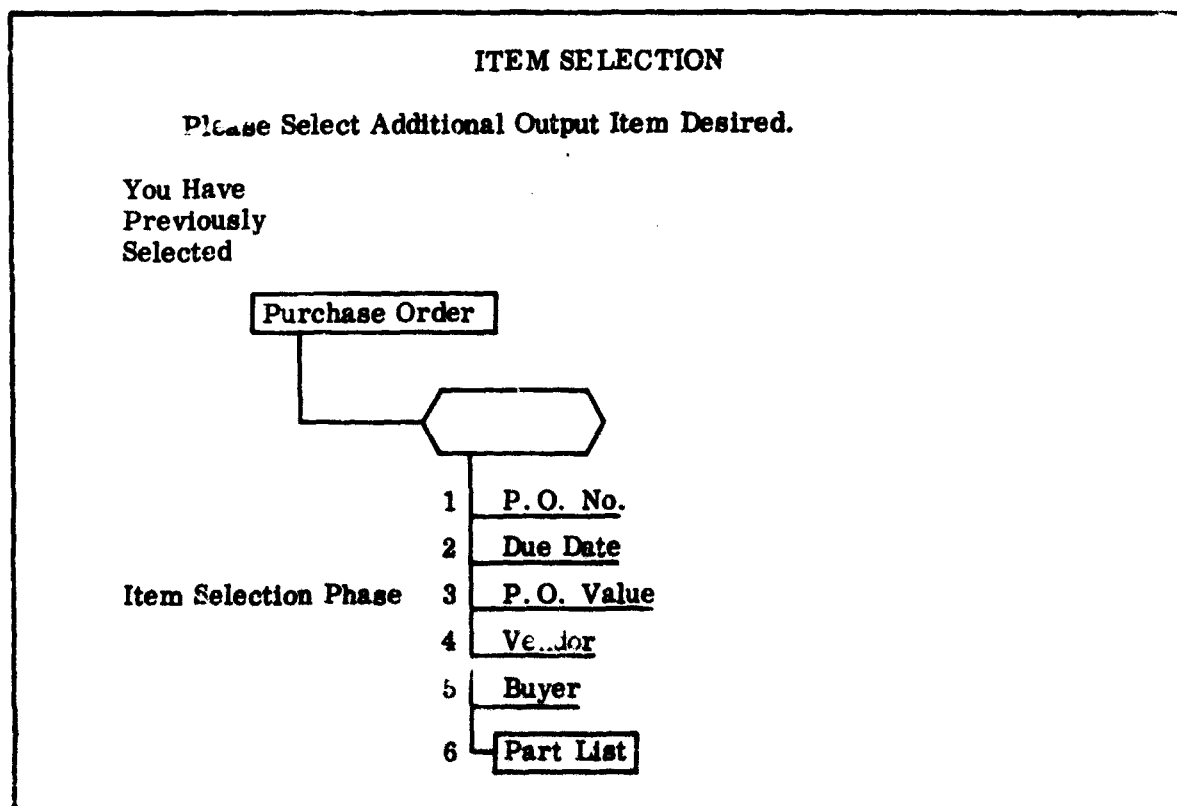 ITEM SELECTION
Please Select Additional Output Item Desired.
You Have
Previously
Selected
Purchase Order
1 P.O. No.
2 Due Date
Item Selection Phase 3 P.O. Value
4 Vendor
5 Buyer
6 Part List